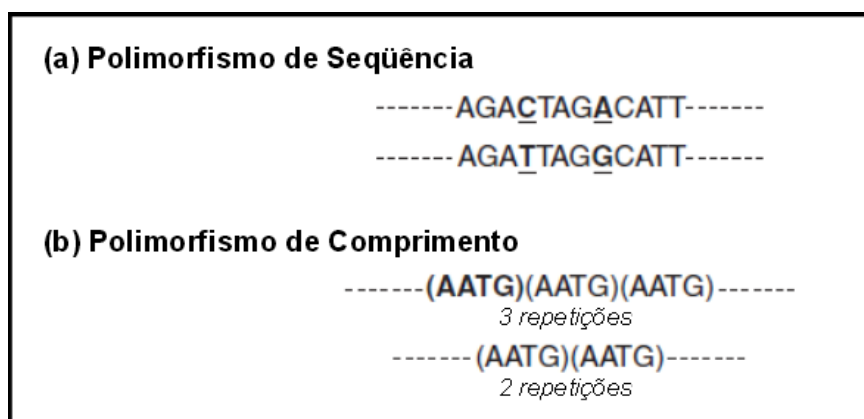 (a) Polimorfismo de Seqüência
-------AGACTAGACATT-------
-------AGATTAGGCATT-------
(b) Polimorfismo de Comprimento
-------(AATG)(AATG)(AATG)-------
3 repetições
-------(AATG)(AATG)-------
2 repetições